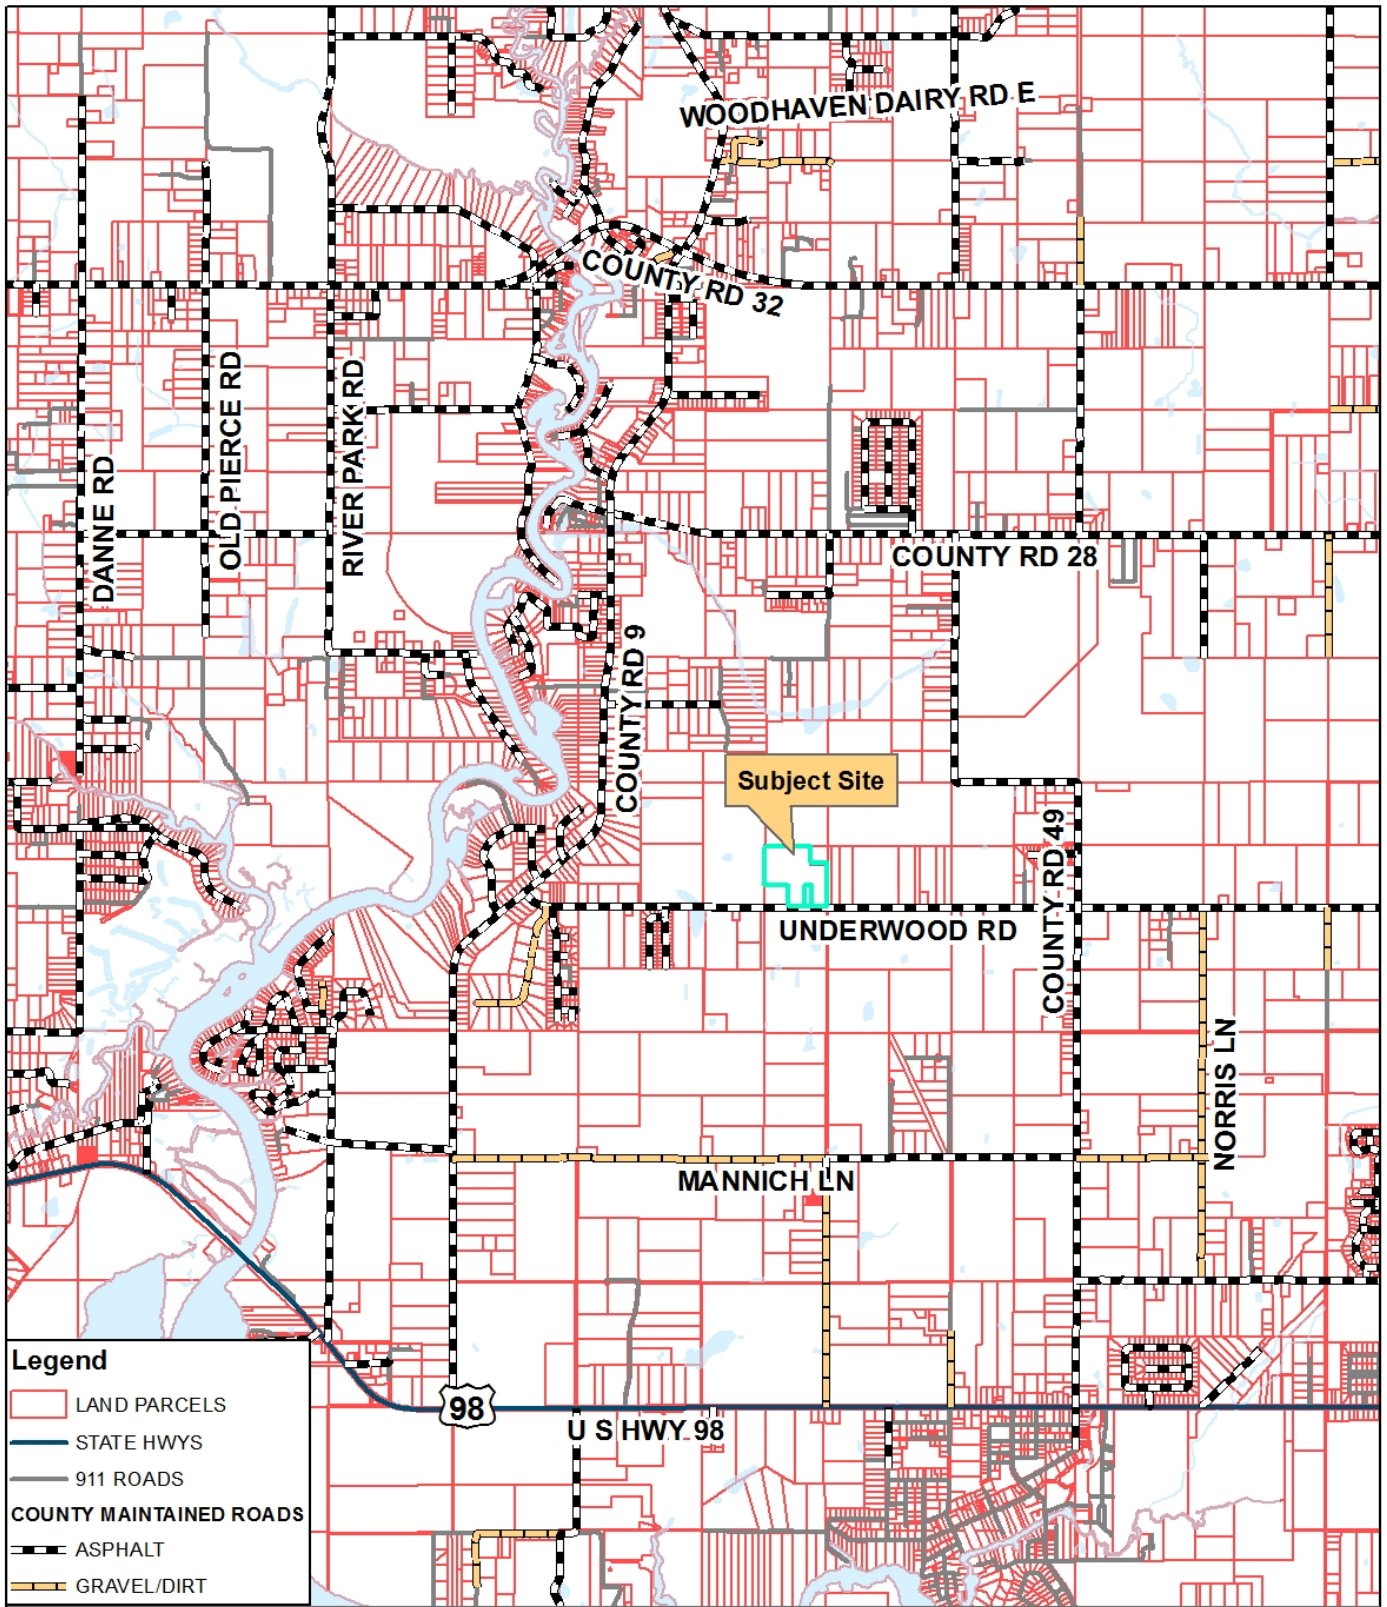 WOODHAVEN DAIRY RD E
COUNTY RD 32
DANNE RD
OLD PIERCE RD
RIVER PARK RD
COUNTY RD 28
COUNTY RD 9
Subject Site
COUNTY RD 49
UNDERWOOD RD
NORRIS LN
MANNICH LN
98
U S HWY 98
Legend
LAND PARCELS
STATE HWYS
911 ROADS
COUNTY MAINTAINED ROADS
ASPHALT
GRAVEL/DIRT